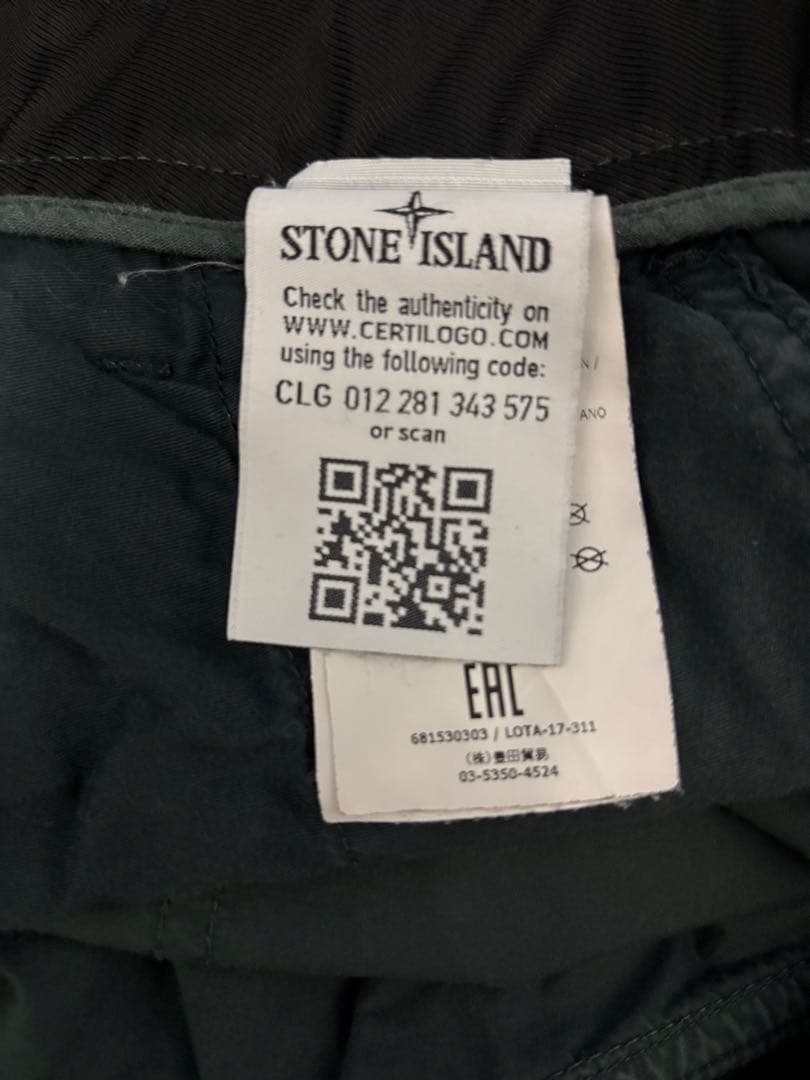 STONE ISLAND
Check the authenticity on
WWW.CERTILOGO.COM
using the following code:
CLG 012 281 343 575
or scan
N /
ANO
EAC
681530303 / LOTA-17-311
(株)豊田貿易
03-5350-4524